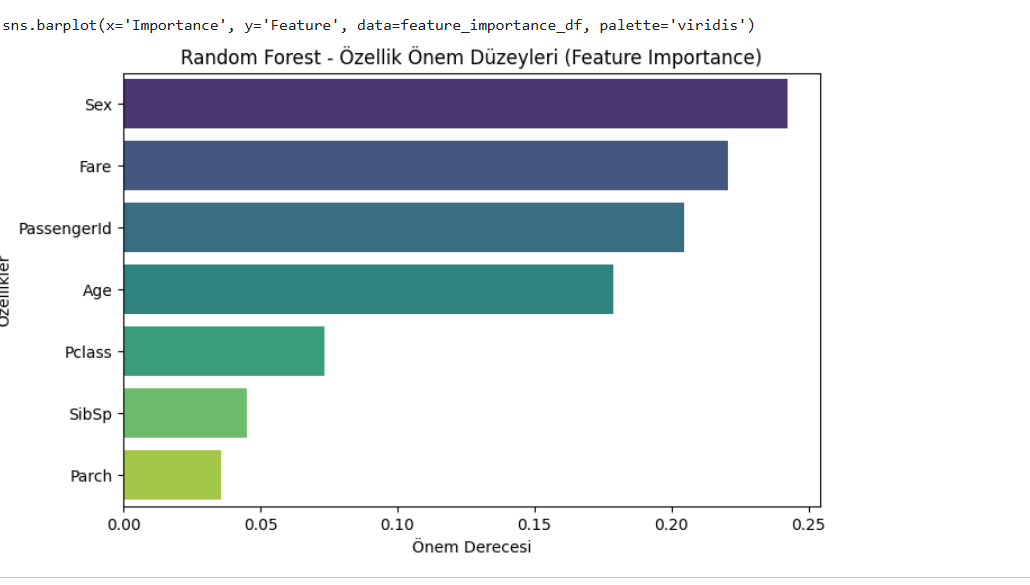 sns.barplot(x='Importance', y='Feature', data=feature_importance_df, palette='viridis')
Random Forest - Özellik Önem Düzeyleri (Feature Importance)
Özellikler
Sex
Fare
PassengerId
Age
Pclass
SibSp
Parch
0.00 0.05 0.10 0.15 0.20 0.25
Önem Derecesi